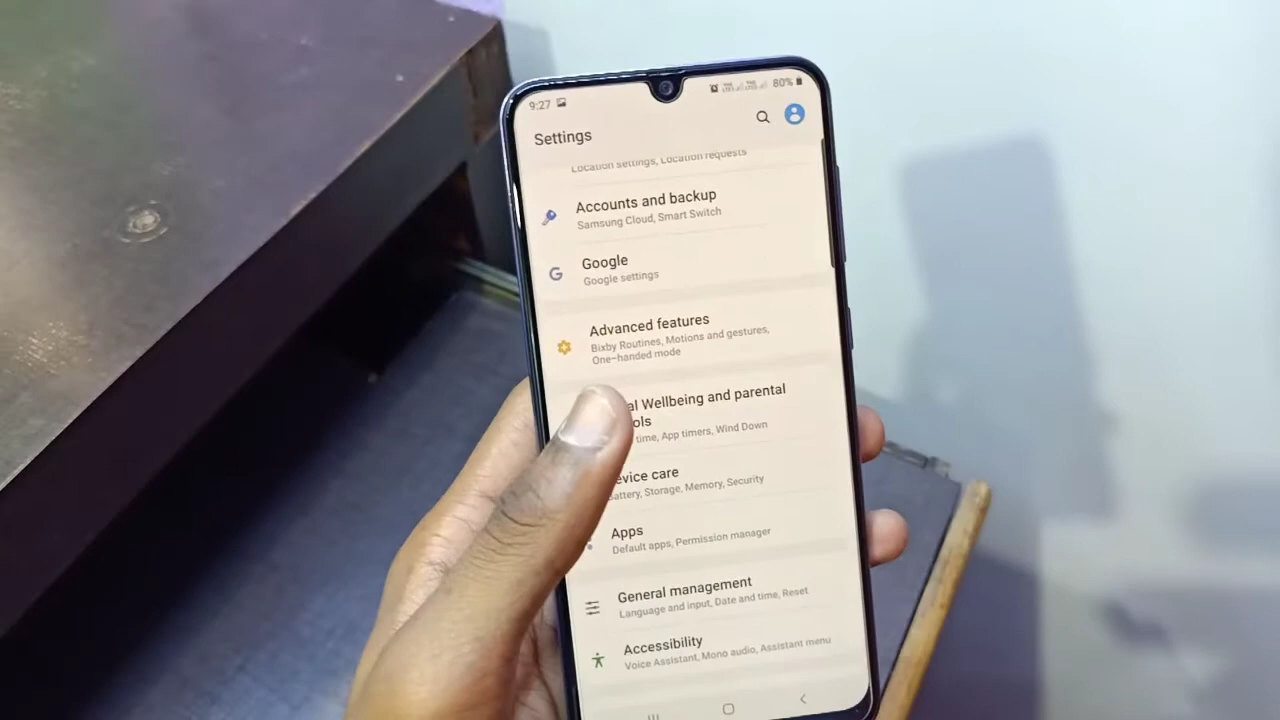 9:27
80%
Settings
Location settings, Location requests
Accounts and backup
Samsung Cloud, Smart Switch
Google
Google settings
Advanced features
Bixby Routines, Motions and gestures,
One-handed mode
al Wellbeing and parental
ols
time, App timers, Wind Down
evice care
Battery, Storage, Memory, Security
Apps
Default apps, Permission manager
General management
Language and input, Date and time, Reset
Accessibility
Voice Assistant, Mono audio, Assistant menu